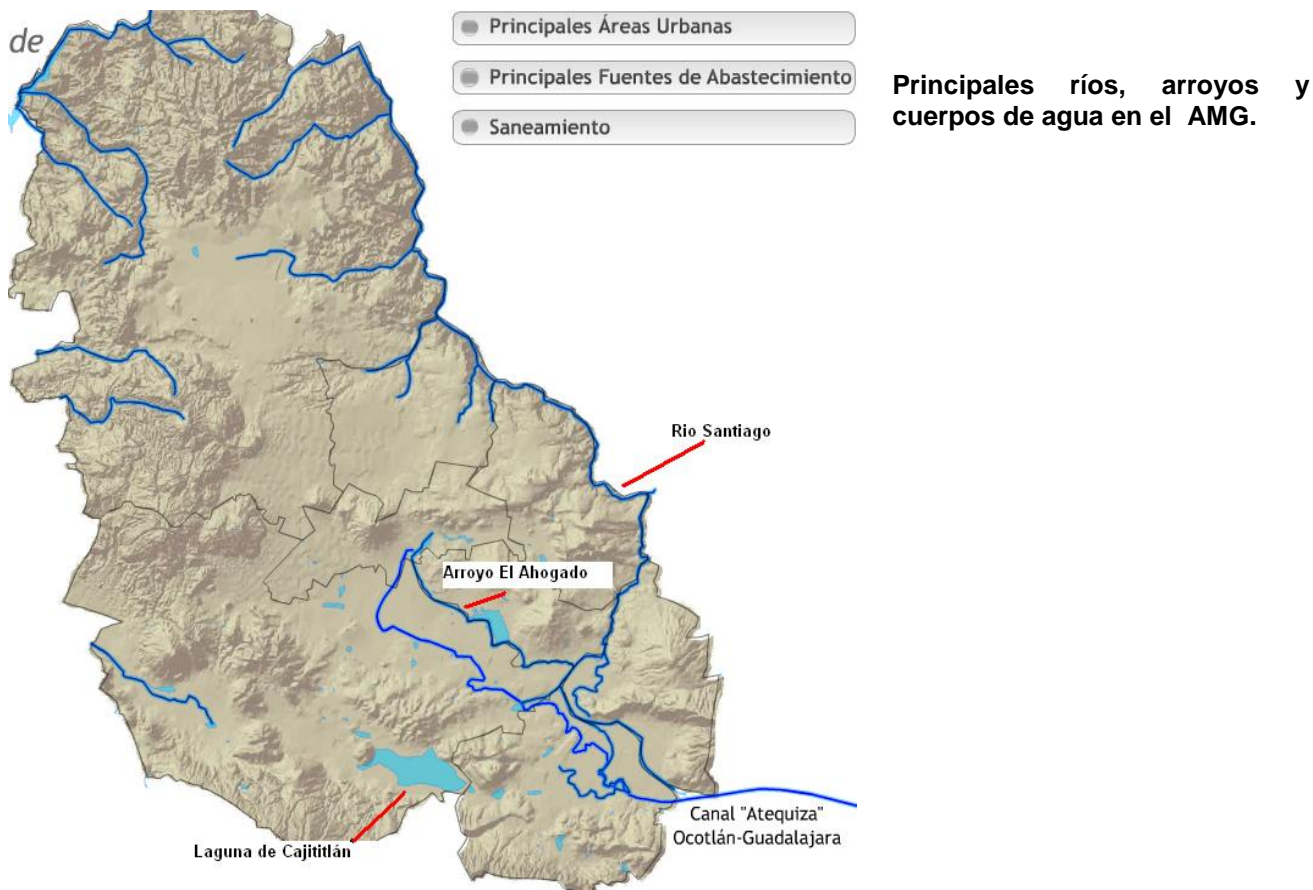 de
Principales Áreas Urbanas
Principales Fuentes de Abastecimiento
Saneamiento
Principales ríos, arroyos y
cuerpos de agua en el AMG.
Rio Santiago
Arroyo El Ahogado
Canal "Atequiza"
Ocotlán-Guadalajara
Laguna de Cajititlán